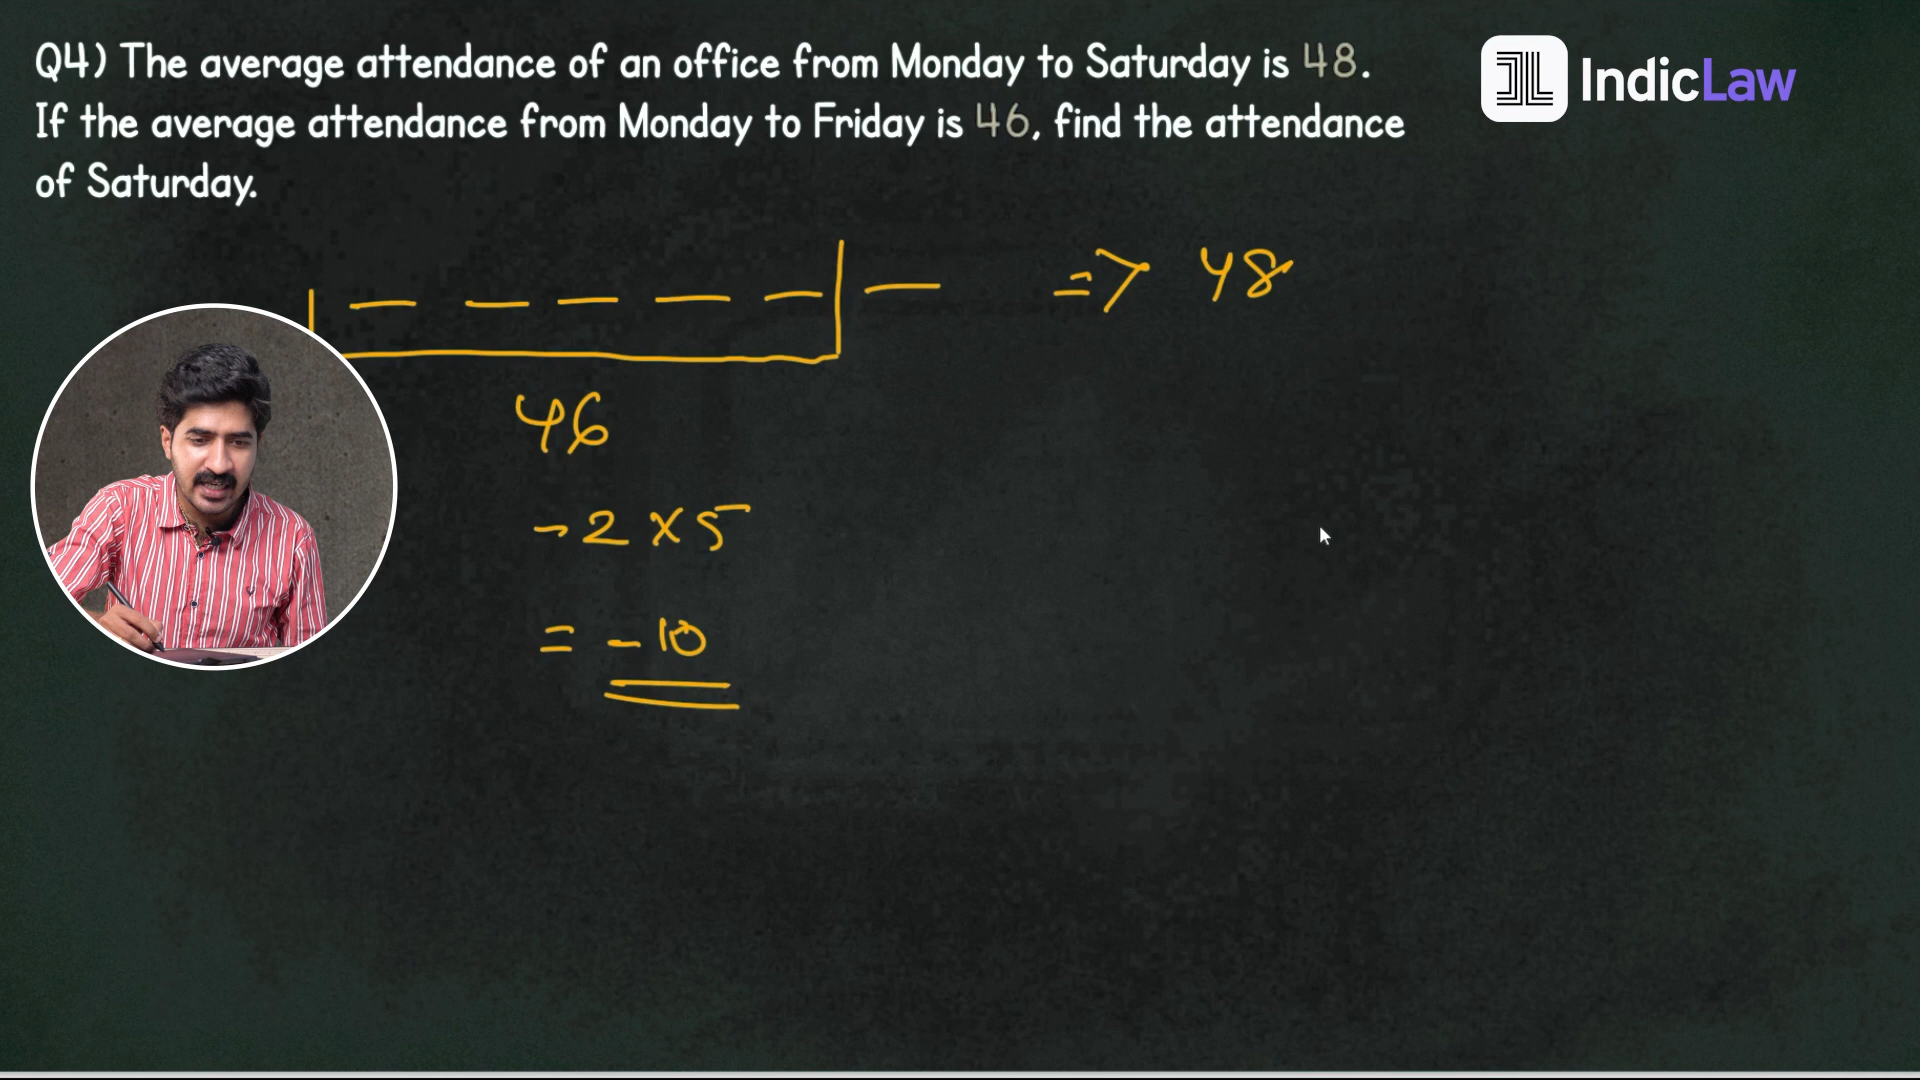 Q4) The average attendance of an office from Monday to Saturday is 48.
If the average attendance from Monday to Friday is 46, find the attendance
of Saturday.
IndicLaw
=> 48
46
-2 x 5
= -10